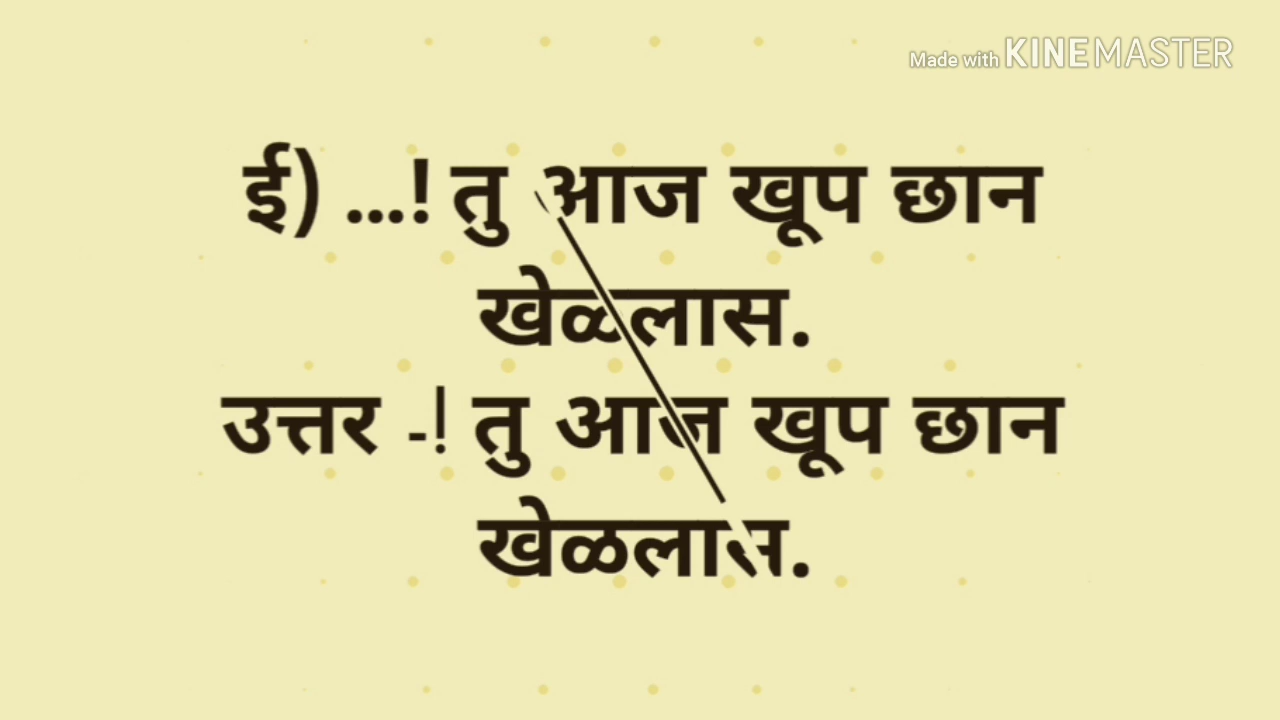 Made with KINEMASTER
ई) ...! तु आज खूप छान
खेळलास.
उत्तर -! तु आज खूप छान
खेळलास.